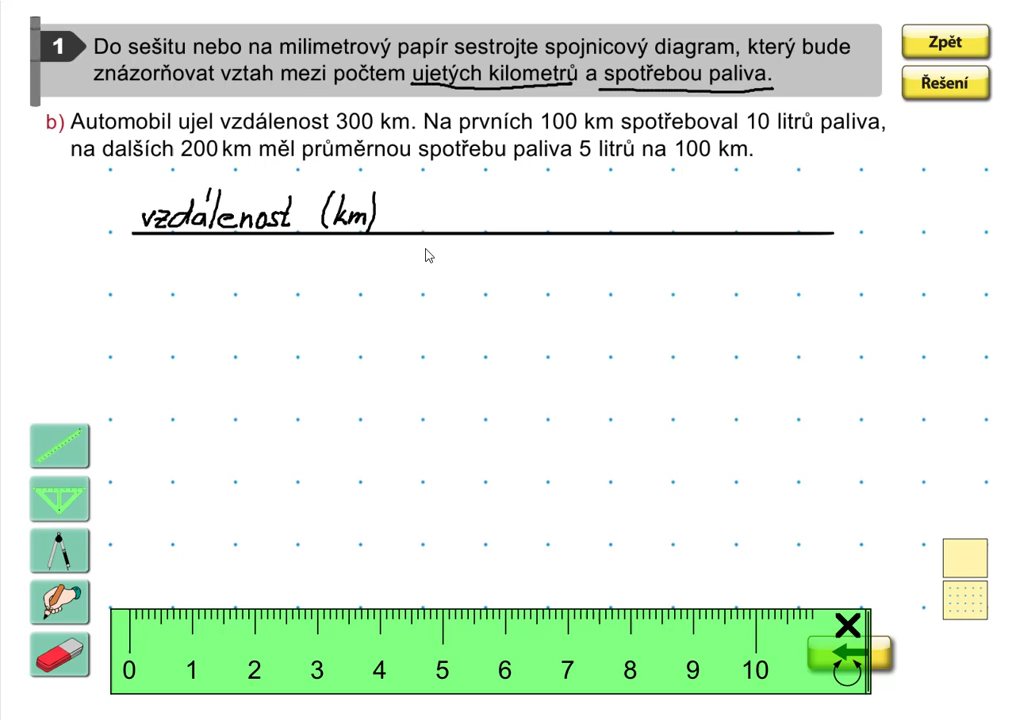 1 Do sešitu nebo na milimetrový papír sestrojte spojnicový diagram, který bude
znázorňovat vztah mezi počtem ujetých kilometrů a spotřebou paliva.
Zpět
Řešení
b) Automobil ujel vzdálenost 300 km. Na prvních 100 km spotřeboval 10 litrů paliva,
na dalších 200 km měl průměrnou spotřebu paliva 5 litrů na 100 km.
vzdálenost (km)
0 1 2 3 4 5 6 7 8 9 10